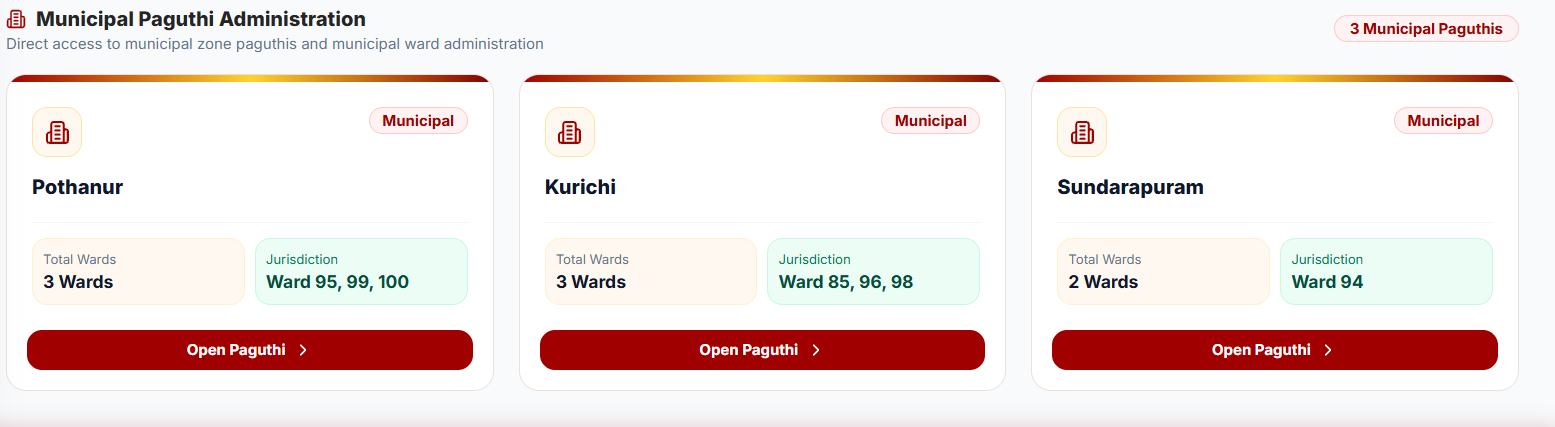 Municipal Paguthi Administration
Direct access to municipal zone paguthis and municipal ward administration
3 Municipal Paguthis
Municipal
Pothanur
Total Wards
3 Wards
Jurisdiction
Ward 95, 99, 100
Open Paguthi
Municipal
Kurichi
Total Wards
3 Wards
Jurisdiction
Ward 85, 96, 98
Open Paguthi
Municipal
Sundarapuram
Total Wards
2 Wards
Jurisdiction
Ward 94
Open Paguthi